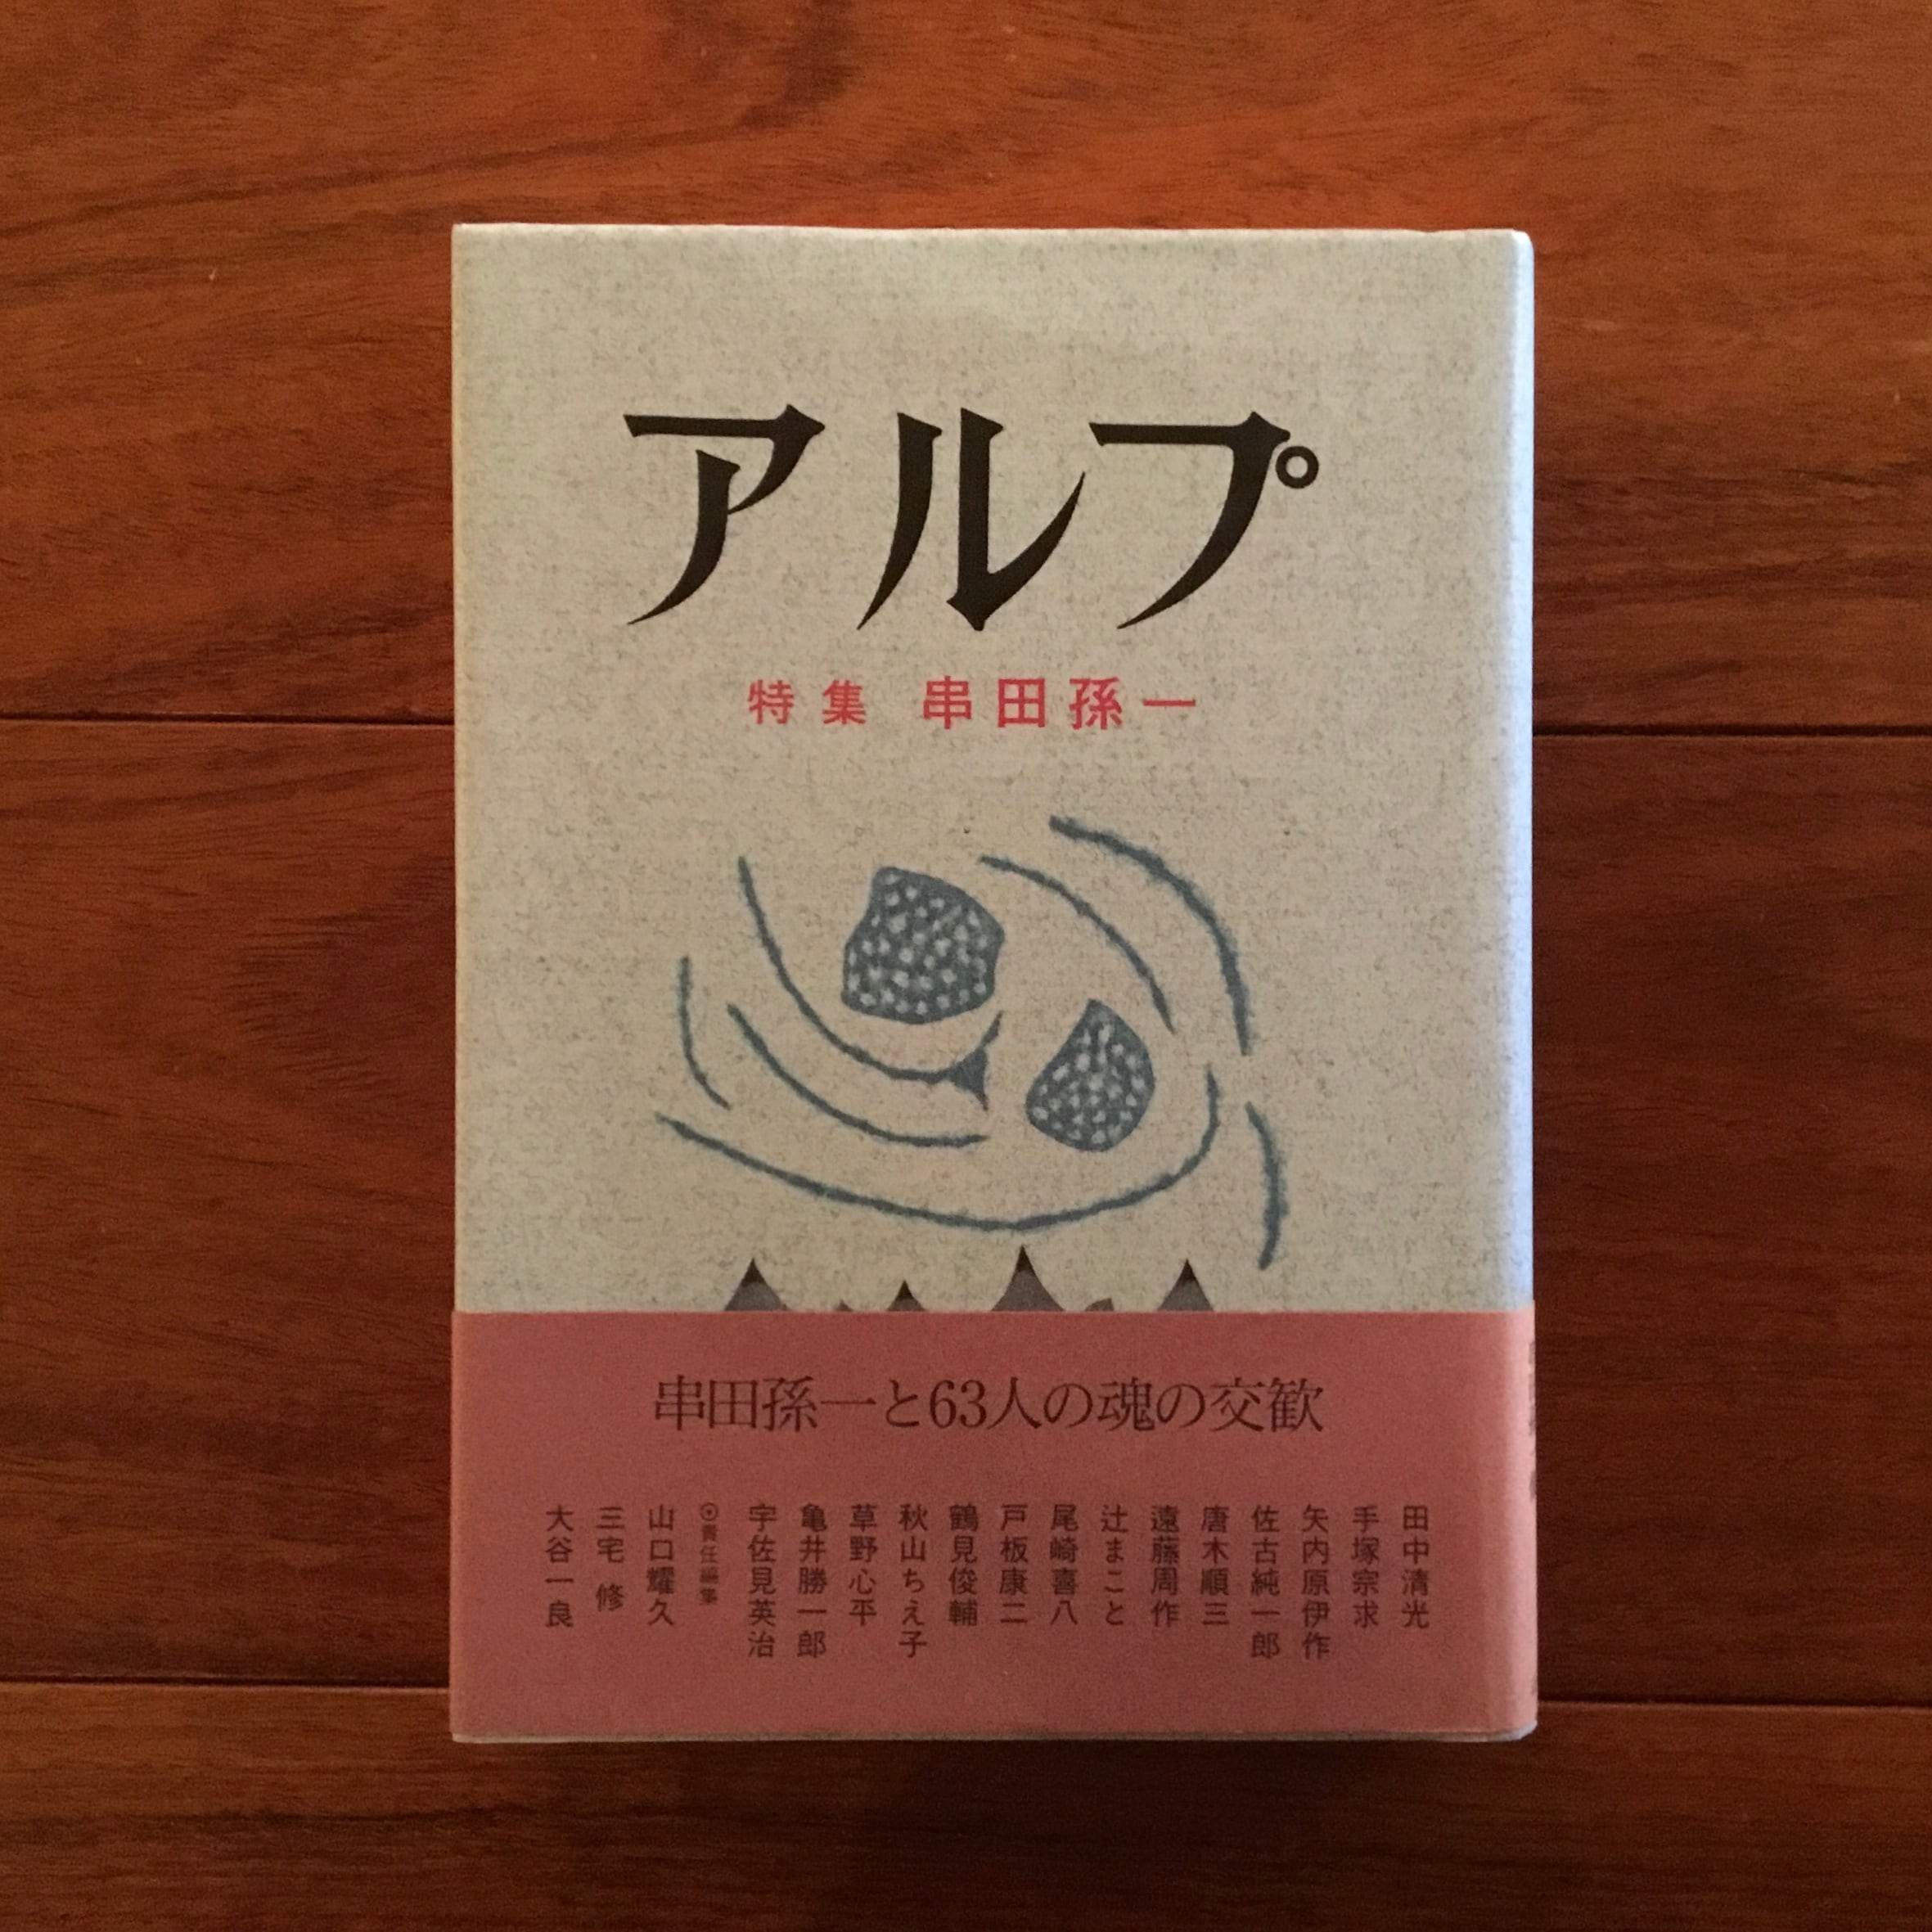 アルプ
特集 串田孫一
串田孫一と63人の魂の交歓
田中清光
手塚宗求
矢内原伊作
佐古純一郎
唐木順三
遠藤周作
辻まこと
尾崎喜八
戸板康二
鶴見俊輔
秋山ちえ子
草野心平
亀井勝一郎
宇佐見英治
◉責任編集
山口耀久
三宅 修
大谷一良